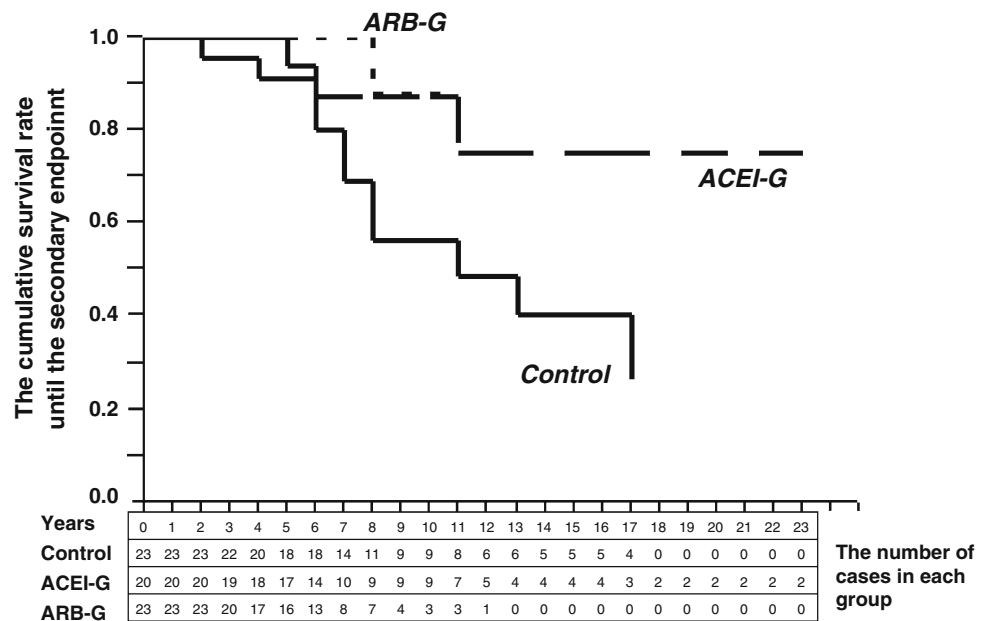 ARB-G
1.0
0.8
0.6
0.4
0.2
0.0
The cumulative survival rate
until the secondary endpoinnt
ACEI-G
Control
Years 0 1 2 3 4 5 6 7 8 9 10 11 12 13 14 15 16 17 18 19 20 21 22 23
Control 23 23 23 22 20 18 18 14 11 9 9 8 6 6 5 5 5 4 0 0 0 0 0 0
ACEI-G 20 20 20 19 18 17 14 10 9 9 9 7 5 4 4 4 4 3 2 2 2 2 2 2
ARB-G 23 23 23 20 17 16 13 8 7 4 3 3 1 0 0 0 0 0 0 0 0 0 0 0
The number of
cases in each
group